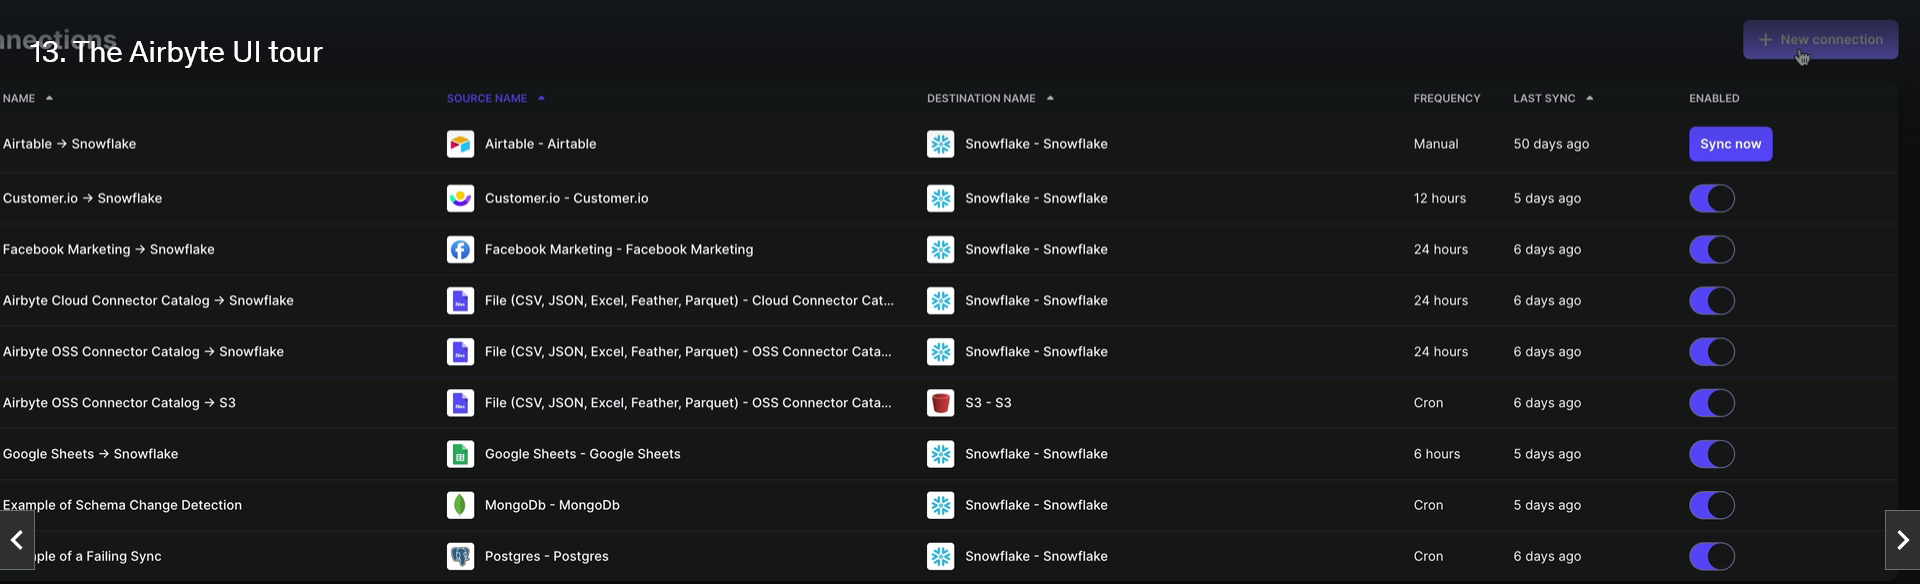 nnections
13. The Airbyte UI tour
+ New connection
NAME SOURCE NAME DESTINATION NAME FREQUENCY LAST SYNC ENABLED
Airtable → Snowflake Airtable - Airtable Snowflake - Snowflake Manual 50 days ago Sync now
Customer.io → Snowflake Customer.io - Customer.io Snowflake - Snowflake 12 hours 5 days ago
Facebook Marketing → Snowflake Facebook Marketing - Facebook Marketing Snowflake - Snowflake 24 hours 6 days ago
Airbyte Cloud Connector Catalog → Snowflake File (CSV, JSON, Excel, Feather, Parquet) - Cloud Connector Cat... Snowflake - Snowflake 24 hours 6 days ago
Airbyte OSS Connector Catalog → Snowflake File (CSV, JSON, Excel, Feather, Parquet) - OSS Connector Cata... Snowflake - Snowflake 24 hours 6 days ago
Airbyte OSS Connector Catalog → S3 File (CSV, JSON, Excel, Feather, Parquet) - OSS Connector Cata... S3 - S3 Cron 6 days ago
Google Sheets → Snowflake Google Sheets - Google Sheets Snowflake - Snowflake 6 hours 5 days ago
Example of Schema Change Detection MongoDb - MongoDb Snowflake - Snowflake Cron 5 days ago
ple of a Failing Sync Postgres - Postgres Snowflake - Snowflake Cron 6 days ago